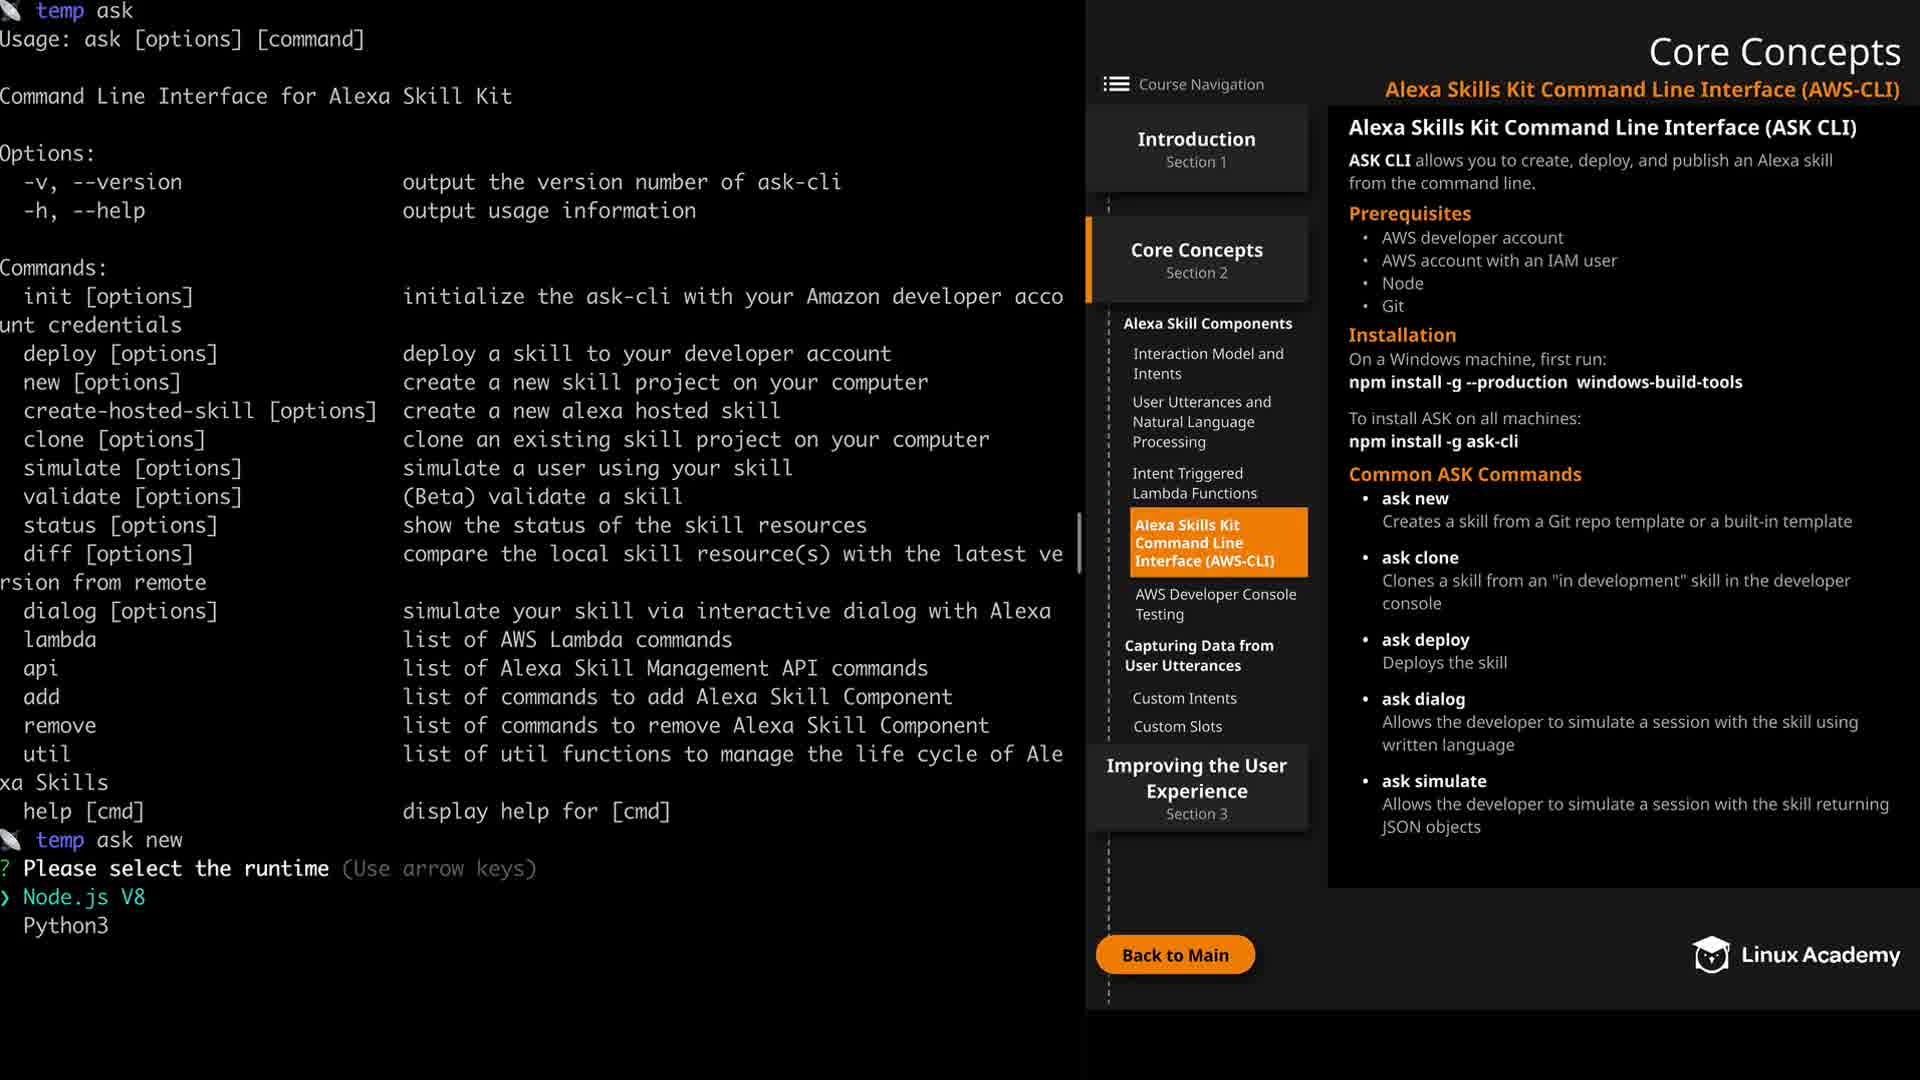 temp ask
Usage: ask [options] [command]
Command Line Interface for Alexa Skill Kit
Options:
-v, --version output the version number of ask-cli
-h, --help output usage information
Commands:
init [options] initialize the ask-cli with your Amazon developer acco
unt credentials
deploy [options] deploy a skill to your developer account
new [options] create a new skill project on your computer
create-hosted-skill [options] create a new alexa hosted skill
clone [options] clone an existing skill project on your computer
simulate [options] simulate a user using your skill
validate [options] (Beta) validate a skill
status [options] show the status of the skill resources
diff [options] compare the local skill resource(s) with the latest ve
rsion from remote
dialog [options] simulate your skill via interactive dialog with Alexa
lambda list of AWS Lambda commands
api list of Alexa Skill Management API commands
add list of commands to add Alexa Skill Component
remove list of commands to remove Alexa Skill Component
util list of util functions to manage the life cycle of Ale
xa Skills
help [cmd] display help for [cmd]
temp ask new
? Please select the runtime (Use arrow keys)
❯ Node.js V8
Python3
Core Concepts
Alexa Skills Kit Command Line Interface (AWS-CLI)
Course Navigation
Introduction
Section 1
Core Concepts
Section 2
Alexa Skill Components
Interaction Model and
Intents
User Utterances and
Natural Language
Processing
Intent Triggered
Lambda Functions
Alexa Skills Kit
Command Line
Interface (AWS-CLI)
AWS Developer Console
Testing
Capturing Data from
User Utterances
Custom Intents
Custom Slots
Improving the User
Experience
Section 3
Back to Main
Alexa Skills Kit Command Line Interface (ASK CLI)
ASK CLI allows you to create, deploy, and publish an Alexa skill
from the command line.
Prerequisites
• AWS developer account
• AWS account with an IAM user
• Node
• Git
Installation
On a Windows machine, first run:
npm install -g --production windows-build-tools
To install ASK on all machines:
npm install -g ask-cli
Common ASK Commands
• ask new
Creates a skill from a Git repo template or a built-in template
• ask clone
Clones a skill from an "in development" skill in the developer
console
• ask deploy
Deploys the skill
• ask dialog
Allows the developer to simulate a session with the skill using
written language
• ask simulate
Allows the developer to simulate a session with the skill returning
JSON objects
Linux Academy